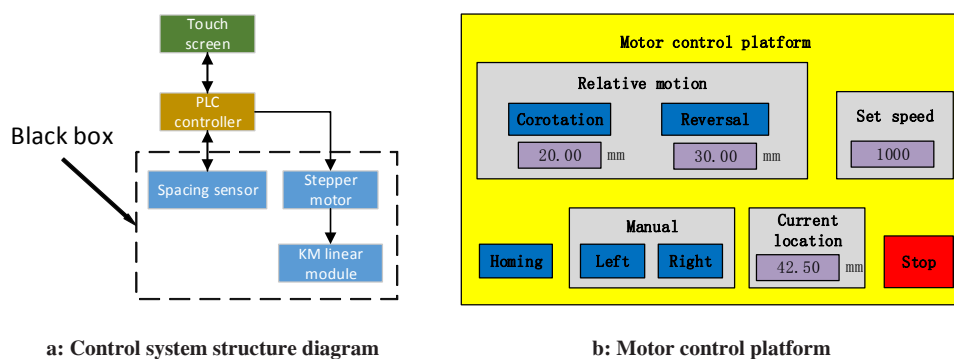 Touch
screen
PLC
controller
Black box
Spacing sensor
Stepper
motor
KM linear
module
a: Control system structure diagram
Motor control platform
Relative motion
Corotation
Reversal
20.00 mm
30.00 mm
Set speed
1000
Manual
Homing
Left
Right
Current
location
42.50 mm
Stop
b: Motor control platform